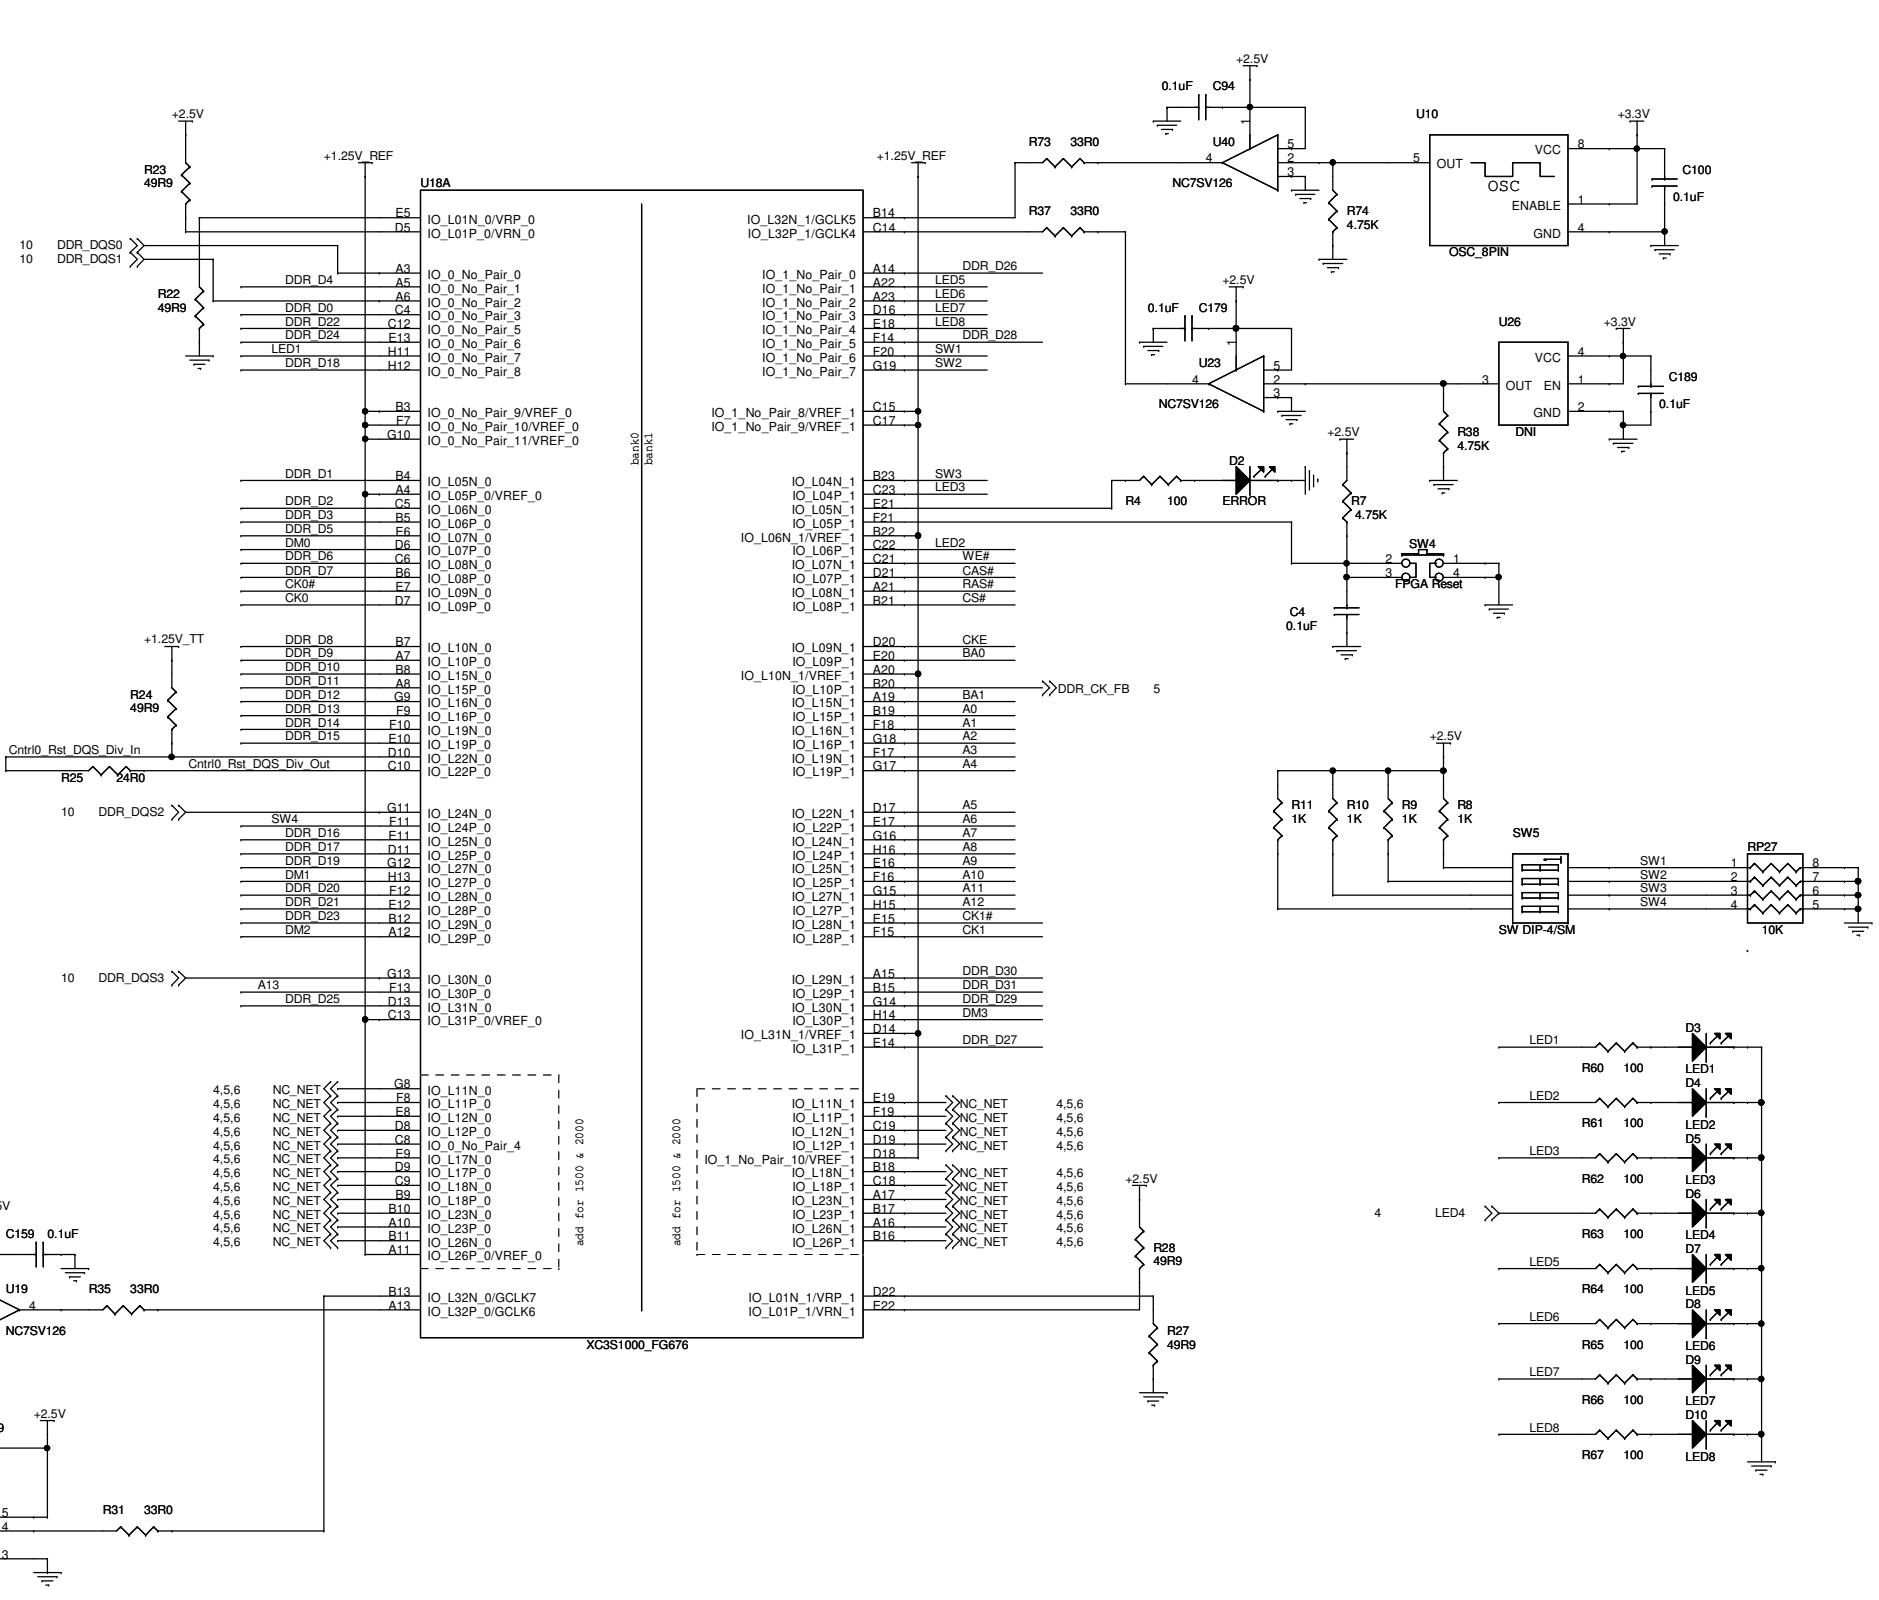 +2.5V
0.1uF C94
U40
4
1
5
2
3
NC7SV126
R73 33R0
R74
4.75K
U10
OUT
OSC
VCC
ENABLE
GND
5
8
1
4
OSC_8PIN
+3.3V
C100
0.1uF
R37 33R0
+2.5V
0.1uF C179
U23
4
1
5
2
3
NC7SV126
R38
4.75K
U26
3
OUT EN
VCC
GND
4
1
2
DNI
+3.3V
C189
0.1uF
+2.5V
R23
49R9
R22
49R9
+1.25V_REF
+1.25V_REF
U18A
10 DDR_DQS0
10 DDR_DQS1
E5 IO_L01N_0/VRP_0
D5 IO_L01P_0/VRN_0
A3 IO_0_No_Pair_0
DDR_D4 A5 IO_0_No_Pair_1
A6 IO_0_No_Pair_2
DDR_D0 C4 IO_0_No_Pair_3
DDR_D22 C12 IO_0_No_Pair_5
DDR_D24 E13 IO_0_No_Pair_6
LED1 H11 IO_0_No_Pair_7
DDR_D18 H12 IO_0_No_Pair_8
B3 IO_0_No_Pair_9/VREF_0
F7 IO_0_No_Pair_10/VREF_0
G10 IO_0_No_Pair_11/VREF_0
DDR_D1 B4 IO_L05N_0
A4 IO_L05P_0/VREF_0
DDR_D2 C5 IO_L06N_0
DDR_D3 B5 IO_L06P_0
DDR_D5 E6 IO_L07N_0
DM0 D6 IO_L07P_0
DDR_D6 C6 IO_L08N_0
DDR_D7 B6 IO_L08P_0
CK0# E7 IO_L09N_0
CK0 D7 IO_L09P_0
+1.25V_TT
R24
49R9
DDR_D8 B7 IO_L10N_0
DDR_D9 A7 IO_L10P_0
DDR_D10 B8 IO_L15N_0
DDR_D11 A8 IO_L15P_0
DDR_D12 G9 IO_L16N_0
DDR_D13 F9 IO_L16P_0
DDR_D14 F10 IO_L19N_0
DDR_D15 E10 IO_L19P_0
Cntrl0_Rst_DQS_Div_In D10 IO_L22N_0
R25 24R0 Cntrl0_Rst_DQS_Div_Out C10 IO_L22P_0
10 DDR_DQS2 G11 IO_L24N_0
SW4 F11 IO_L24P_0
DDR_D16 E11 IO_L25N_0
DDR_D17 D11 IO_L25P_0
DDR_D19 G12 IO_L27N_0
DM1 H13 IO_L27P_0
DDR_D20 F12 IO_L28N_0
DDR_D21 E12 IO_L28P_0
DDR_D23 B12 IO_L29N_0
DM2 A12 IO_L29P_0
10 DDR_DQS3 G13 IO_L30N_0
A13 F13 IO_L30P_0
DDR_D25 D13 IO_L31N_0
C13 IO_L31P_0/VREF_0
4,5,6 NC_NET G8 IO_L11N_0
4,5,6 NC_NET F8 IO_L11P_0
4,5,6 NC_NET E8 IO_L12N_0
4,5,6 NC_NET D8 IO_L12P_0
4,5,6 NC_NET C8 IO_0_No_Pair_4
4,5,6 NC_NET E9 IO_L17N_0
4,5,6 NC_NET D9 IO_L17P_0
4,5,6 NC_NET C9 IO_L18N_0
4,5,6 NC_NET B9 IO_L18P_0
4,5,6 NC_NET B10 IO_L23N_0
4,5,6 NC_NET A10 IO_L23P_0
4,5,6 NC_NET B11 IO_L26N_0
A11 IO_L26P_0/VREF_0
add for 1500 & 2000
B13 IO_L32N_0/GCLK7
A13 IO_L32P_0/GCLK6
bank0
bank1
IO_L32N_1/GCLK5 B14
IO_L32P_1/GCLK4 C14
IO_1_No_Pair_0 A14 DDR_D26
IO_1_No_Pair_1 A22 LED5
IO_1_No_Pair_2 A23 LED6
IO_1_No_Pair_3 D16 LED7
IO_1_No_Pair_4 E18 LED8
IO_1_No_Pair_5 F14 DDR_D28
IO_1_No_Pair_6 F20 SW1
IO_1_No_Pair_7 G19 SW2
IO_1_No_Pair_8/VREF_1 C15
IO_1_No_Pair_9/VREF_1 C17
IO_L04N_1 B23 SW3
IO_L04P_1 C23 LED3
IO_L05N_1 E21
IO_L05P_1 F21
IO_L06N_1/VREF_1 B22
IO_L06P_1 C22 LED2
IO_L07N_1 C21 WE#
IO_L07P_1 D21 CAS#
IO_L08N_1 A21 RAS#
IO_L08P_1 B21 CS#
IO_L09N_1 D20 CKE
IO_L09P_1 E20 BA0
IO_L10N_1/VREF_1 A20
IO_L10P_1 B20 DDR_CK_FB 5
IO_L15N_1 A19 BA1
IO_L15P_1 B19 A0
IO_L16N_1 F18 A1
IO_L16P_1 G18 A2
IO_L19N_1 F17 A3
IO_L19P_1 G17 A4
IO_L22N_1 D17 A5
IO_L22P_1 E17 A6
IO_L24N_1 G16 A7
IO_L24P_1 H16 A8
IO_L25N_1 E16 A9
IO_L25P_1 F16 A10
IO_L27N_1 G15 A11
IO_L27P_1 H15 A12
IO_L28N_1 E15 CK1#
IO_L28P_1 F15 CK1
IO_L29N_1 A15 DDR_D30
IO_L29P_1 B15 DDR_D31
IO_L30N_1 G14 DDR_D29
IO_L30P_1 H14 DM3
IO_L31N_1/VREF_1 D14
IO_L31P_1 E14 DDR_D27
add for 1500 & 2000
IO_L11N_1 E19 NC_NET 4,5,6
IO_L11P_1 F19 NC_NET 4,5,6
IO_L12N_1 C19 NC_NET 4,5,6
IO_L12P_1 D19 NC_NET 4,5,6
IO_1_No_Pair_10/VREF_1 D18
IO_L18N_1 B18 NC_NET 4,5,6
IO_L18P_1 C18 NC_NET 4,5,6
IO_L23N_1 A17 NC_NET 4,5,6
IO_L23P_1 B17 NC_NET 4,5,6
IO_L26N_1 A16 NC_NET 4,5,6
IO_L26P_1 B16 NC_NET 4,5,6
IO_L01N_1/VRP_1 D22
IO_L01P_1/VRN_1 E22
XC3S1000_FG676
+2.5V
R28
49R9
R27
49R9
R4 100
D2
ERROR
+2.5V
R7
4.75K
SW4
2 1
3 4
FPGA Reset
C4
0.1uF
+2.5V
R11
1K
R10
1K
R9
1K
R8
1K
SW5
SW DIP-4/SM
RP27
SW1 1 8
SW2 2 7
SW3 3 6
SW4 4 5
10K
LED1 R60 100 D3 LED1
LED2 R61 100 D4 LED2
LED3 R62 100 D5 LED3
4 LED4 R63 100 D6 LED4
LED5 R64 100 D7 LED5
LED6 R65 100 D8 LED6
LED7 R66 100 D9 LED7
LED8 R67 100 D10 LED8
5V
C159 0.1uF
U19
4
NC7SV126
R35 33R0
9
+2.5V
5
4
3
R31 33R0